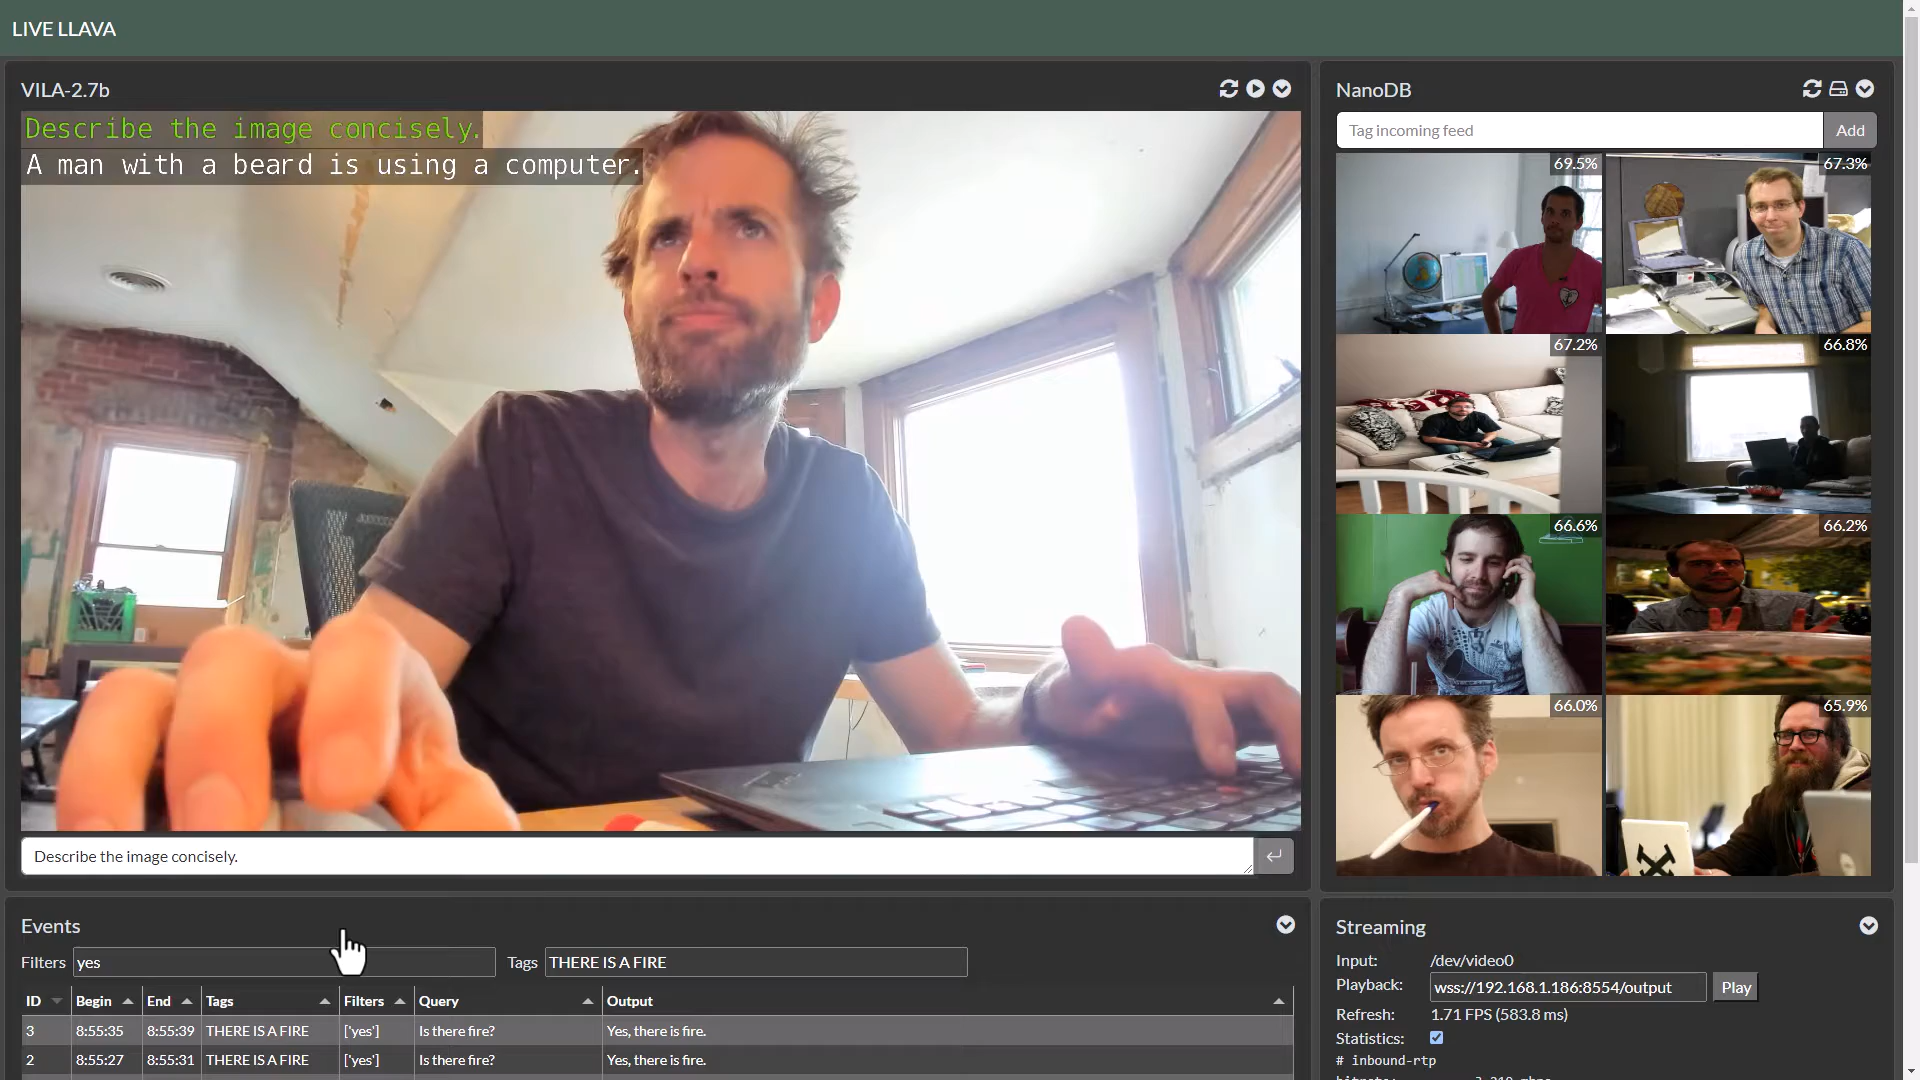 LIVE LLAVA
VILA-2.7b
Describe the image concisely.
A man with a beard is using a computer.
Describe the image concisely.
NanoDB
Tag incoming feed
Add
69.5%
67.3%
67.2%
66.8%
66.6%
66.2%
66.0%
65.9%
Events
Filters yes Tags THERE IS A FIRE
ID Begin End Tags Filters Query Output
3 8:55:35 8:55:39 THERE IS A FIRE ['yes'] Is there fire? Yes, there is fire.
2 8:55:27 8:55:31 THERE IS A FIRE ['yes'] Is there fire? Yes, there is fire.
Streaming
Input: /dev/video0
Playback: wss://192.168.1.186:8554/output Play
Refresh: 1.71 FPS (583.8 ms)
Statistics:
# inbound-rtp